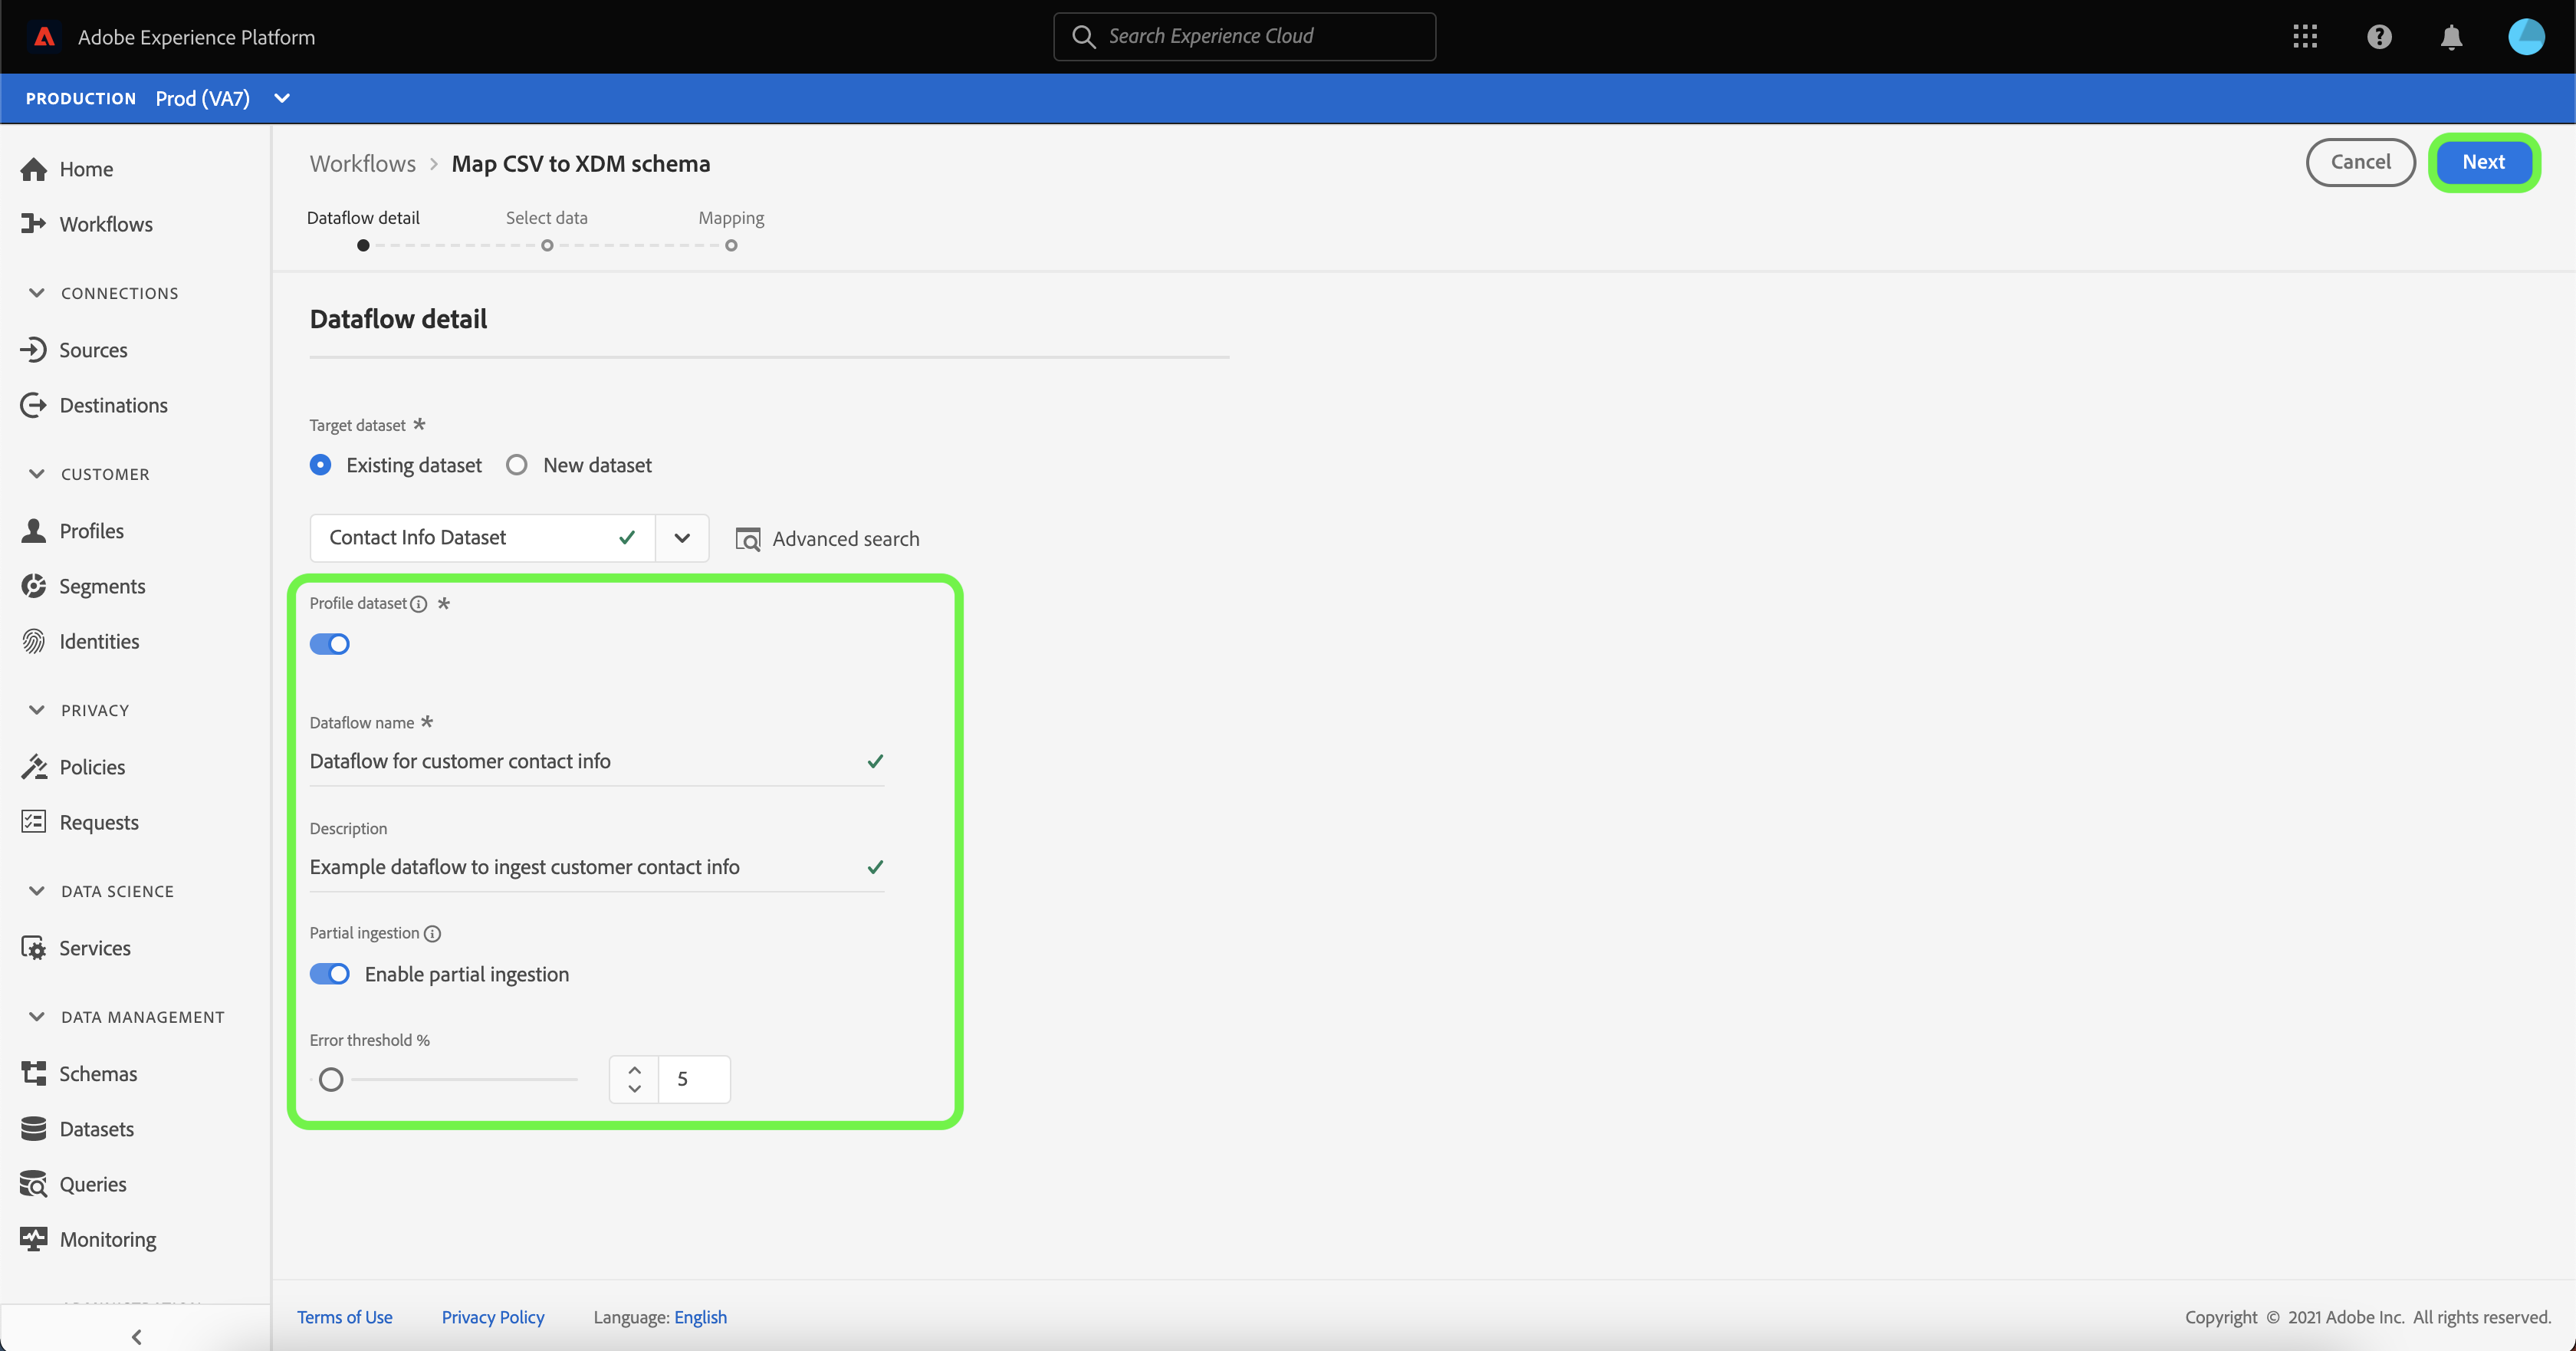 Adobe Experience Platform
Search Experience Cloud
PRODUCTION Prod (VA7)
Home
Workflows
CONNECTIONS
Sources
Destinations
CUSTOMER
Profiles
Segments
Identities
PRIVACY
Policies
Requests
DATA SCIENCE
Services
DATA MANAGEMENT
Schemas
Datasets
Queries
Monitoring
Workflows > Map CSV to XDM schema
Cancel
Next
Dataflow detail Select data Mapping
Dataflow detail
Target dataset *
Existing dataset New dataset
Contact Info Dataset
Advanced search
Profile dataset *
Dataflow name *
Dataflow for customer contact info
Description
Example dataflow to ingest customer contact info
Partial ingestion
Enable partial ingestion
Error threshold %
5
Terms of Use Privacy Policy Language: English
Copyright © 2021 Adobe Inc. All rights reserved.